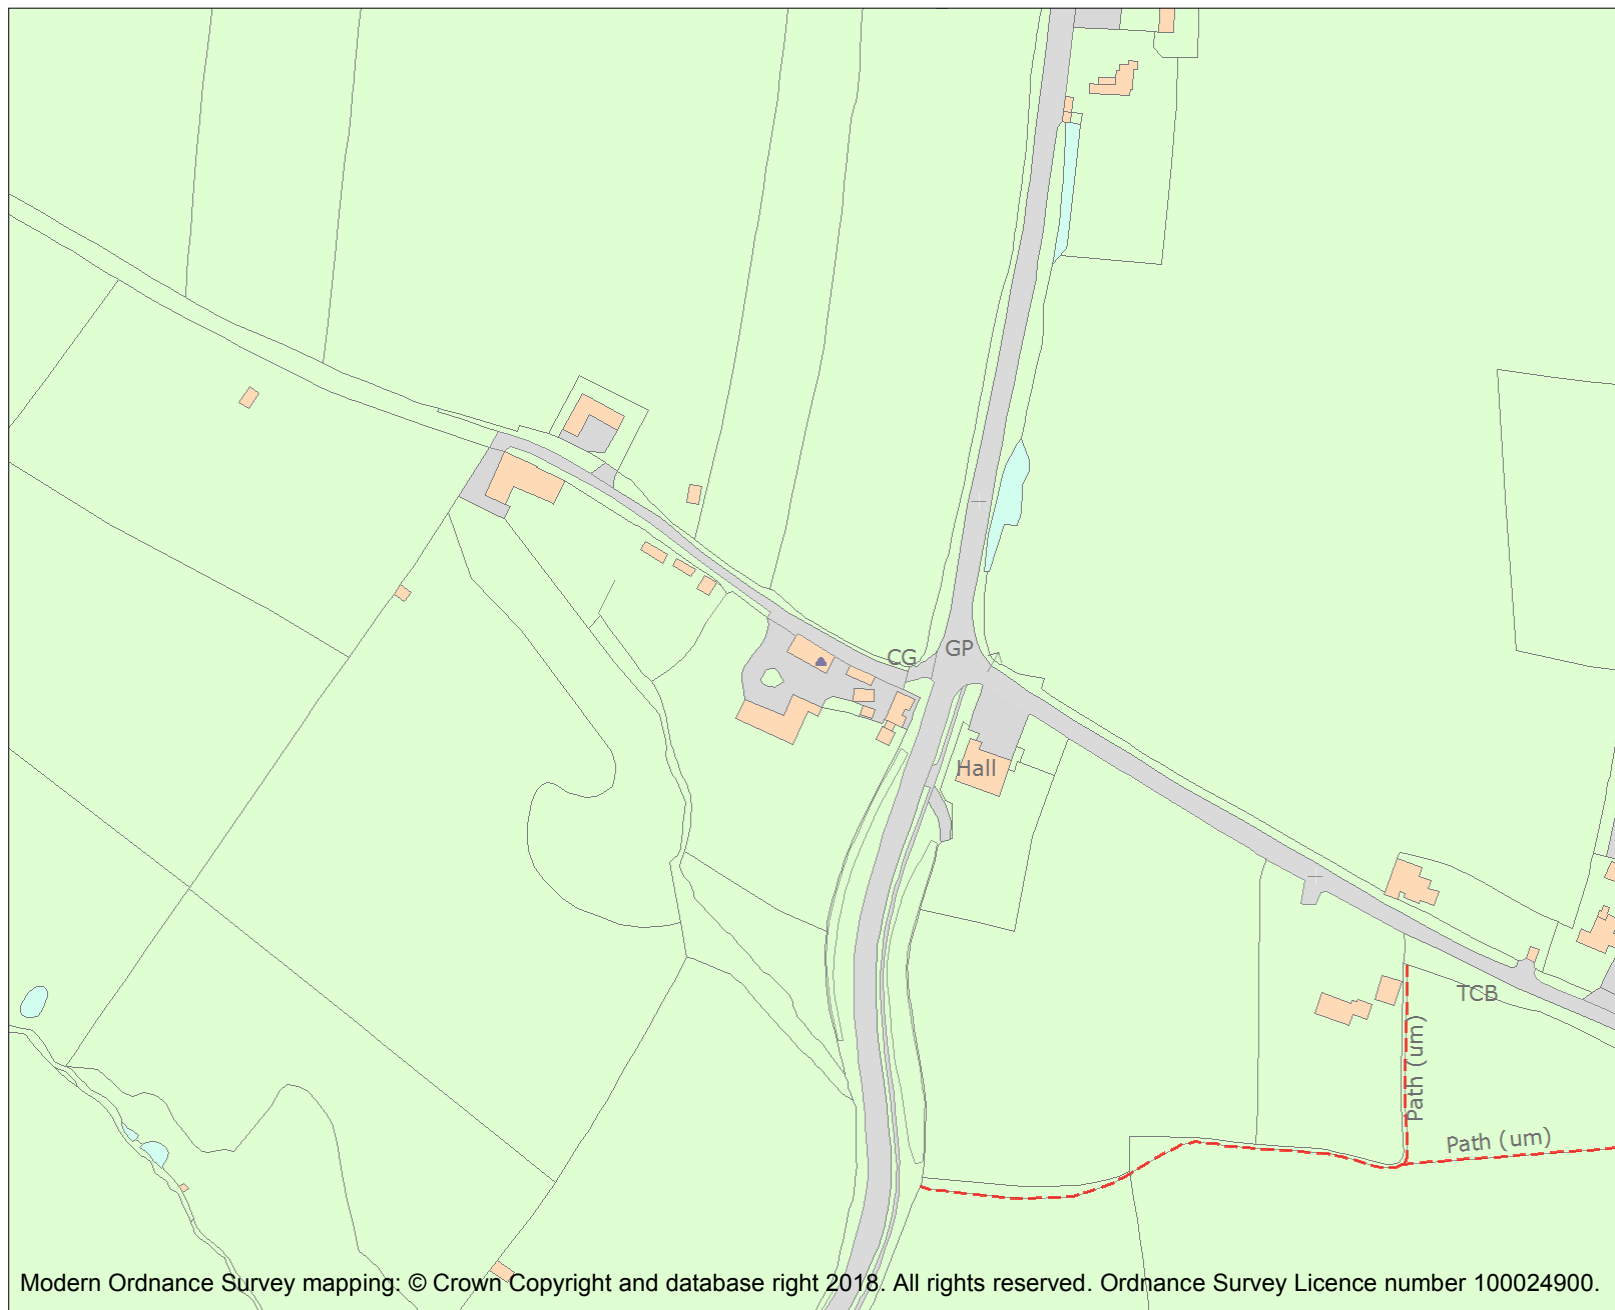 CG
GP
Hall
TCB
Path (um)
Path (um)
Modern Ordnance Survey mapping: © Crown Copyright and database right 2018. All rights reserved. Ordnance Survey Licence number 100024900.